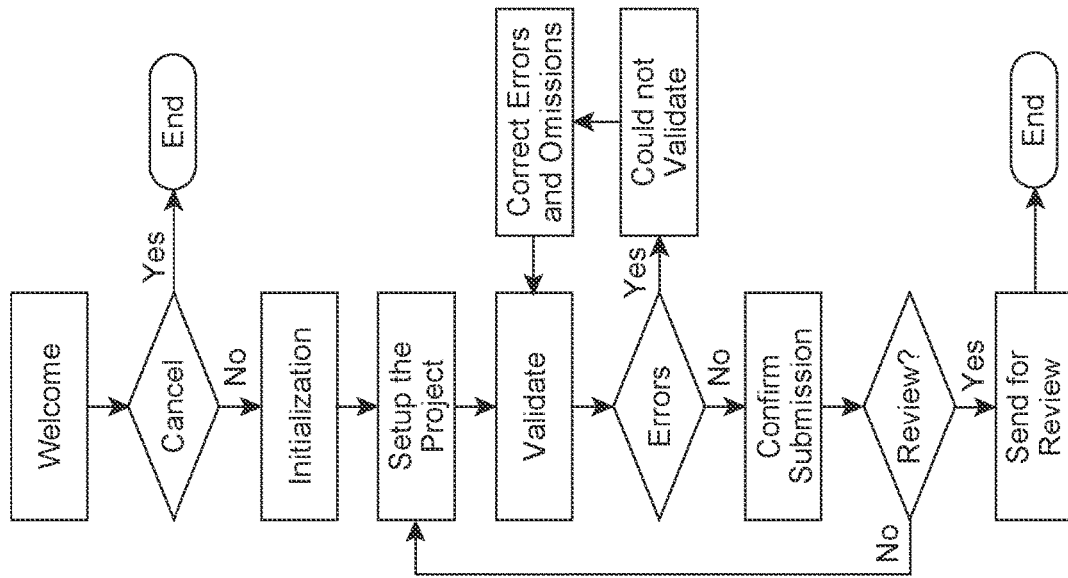 Welcome
Cancel
Yes
End
No
Initialization
Setup the
Project
Validate
Correct Errors
and Omissions
Errors
Yes
Could not
Validate
No
Confirm
Submission
Review?
No
Yes
Send for
Review
End